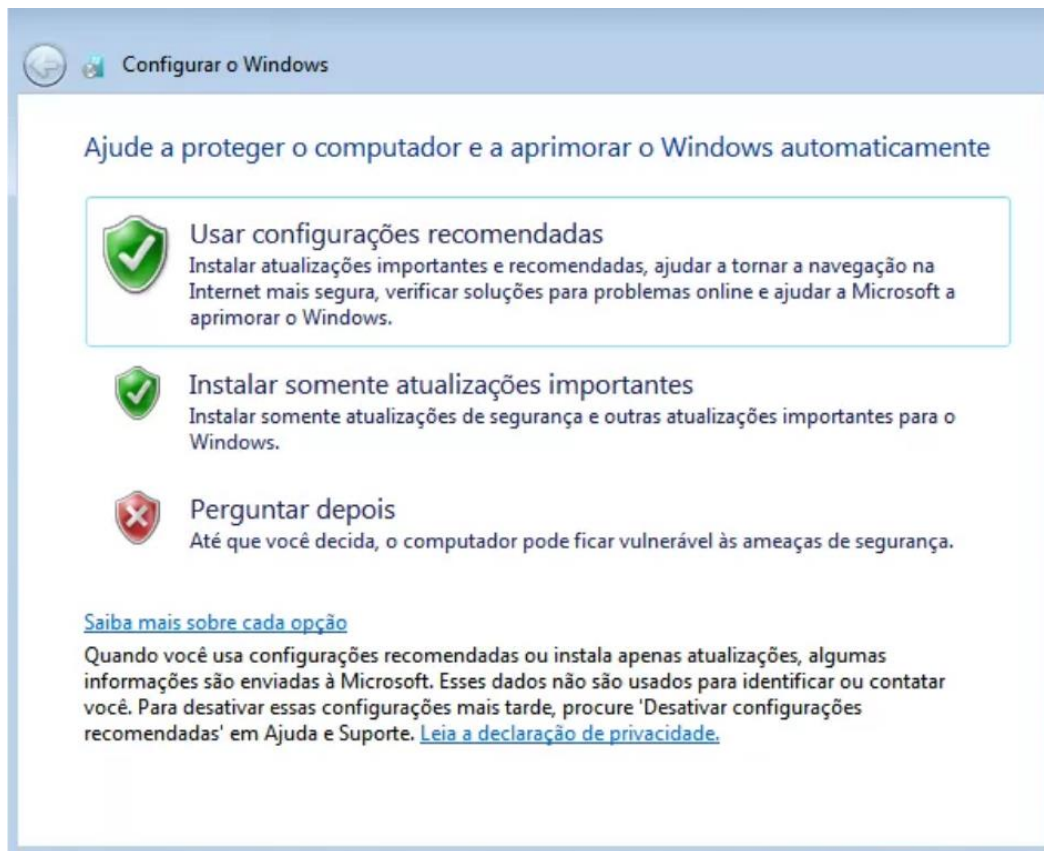 Configurar o Windows
Ajude a proteger o computador e a aprimorar o Windows automaticamente
Usar configurações recomendadas
Instalar atualizações importantes e recomendadas, ajudar a tornar a navegação na
Internet mais segura, verificar soluções para problemas online e ajudar a Microsoft a
aprimorar o Windows.
Instalar somente atualizações importantes
Instalar somente atualizações de segurança e outras atualizações importantes para o
Windows.
Perguntar depois
Até que você decida, o computador pode ficar vulnerável às ameaças de segurança.
Saiba mais sobre cada opção
Quando você usa configurações recomendadas ou instala apenas atualizações, algumas
informações são enviadas à Microsoft. Esses dados não são usados para identificar ou contatar
você. Para desativar essas configurações mais tarde, procure 'Desativar configurações
recomendadas' em Ajuda e Suporte. Leia a declaração de privacidade.